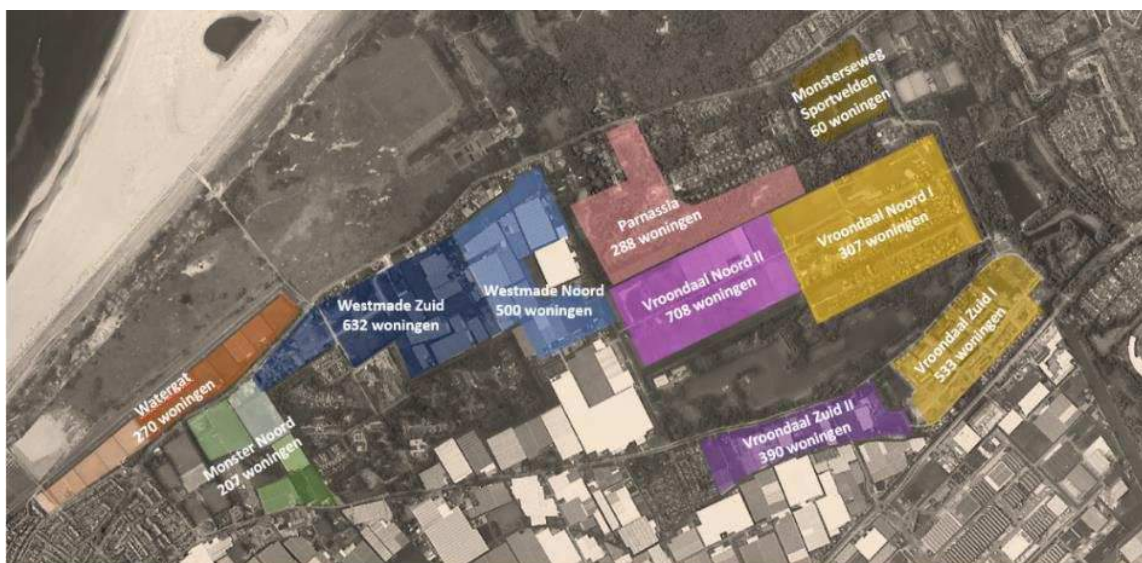 Monsterseweg
Sportvelden
60 woningen
Parnassia
288 woningen
Vroondaal Noord I
307 woningen
Vroondaal Noord II
708 woningen
Westmade Noord
500 woningen
Westmade Zuid
632 woningen
Vroondaal Zuid I
533 woningen
Watergat
270 woningen
Monster Noord
207 woningen
Vroondaal Zuid II
390 woningen